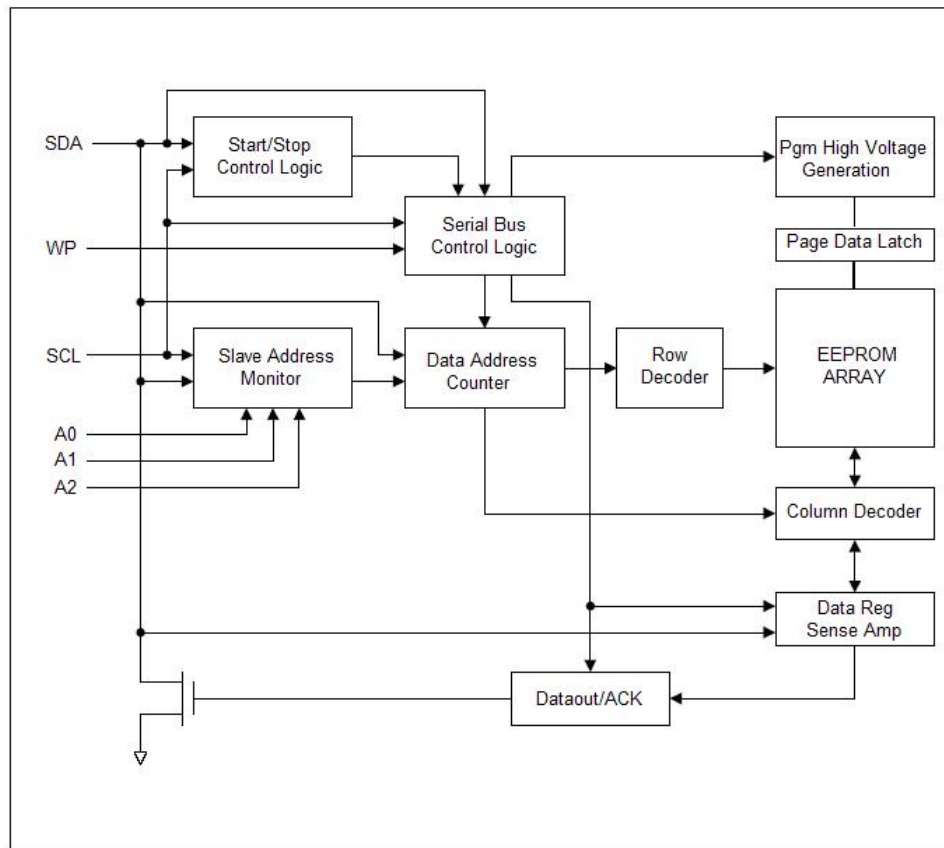 SDA
Start/Stop
Control Logic
Pgm High Voltage
Generation
WP
Serial Bus
Control Logic
Page Data Latch
SCL
Slave Address
Monitor
Data Address
Counter
Row
Decoder
EEPROM
ARRAY
A0
A1
A2
Column Decoder
Data Reg
Sense Amp
Dataout/ACK